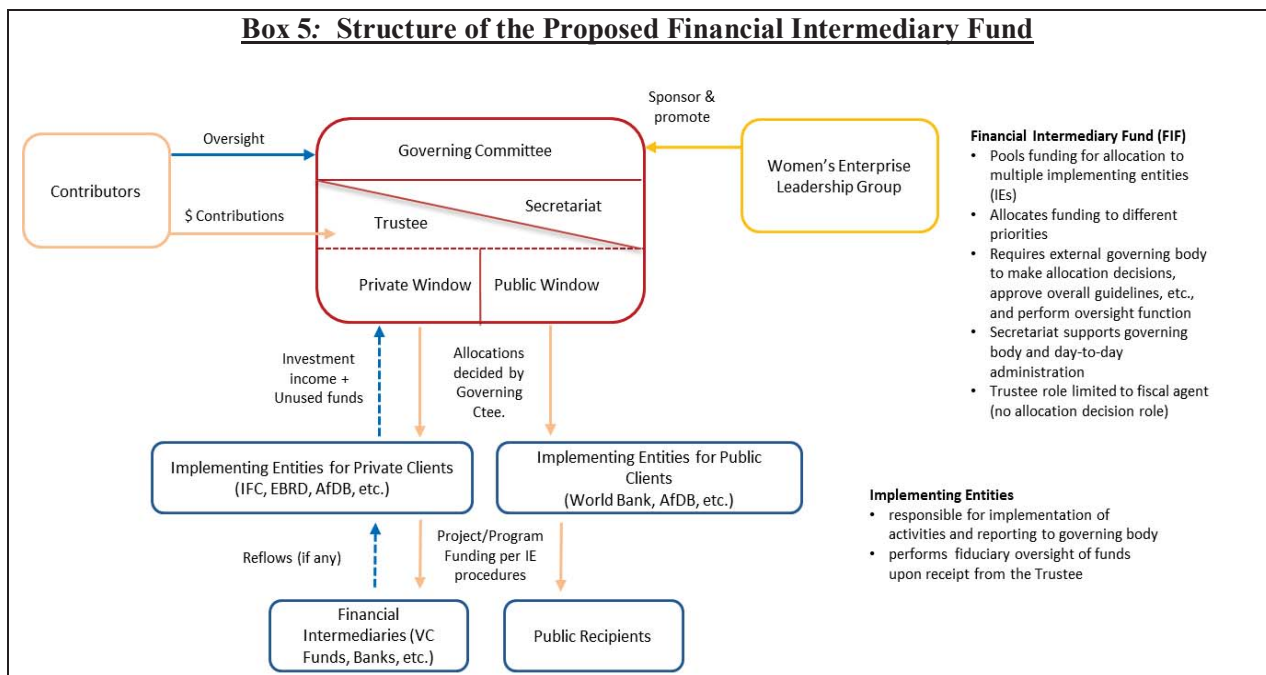 Box 5: Structure of the Proposed Financial Intermediary Fund
Contributors
Oversight
$ Contributions
Governing Committee
Secretariat
Trustee
Private Window
Public Window
Sponsor &
promote
Women's Enterprise
Leadership Group
Investment
income +
Unused funds
Allocations
decided by
Governing
Ctee.
Implementing Entities for Private Clients
(IFC, EBRD, AfDB, etc.)
Implementing Entities for Public
Clients
(World Bank, AfDB, etc.)
Reflows (if any)
Project/Program
Funding per IE
procedures
Financial
Intermediaries (VC
Funds, Banks, etc.)
Public Recipients
Financial Intermediary Fund (FIF)
• Pools funding for allocation to
multiple implementing entities
(IEs)
• Allocates funding to different
priorities
• Requires external governing body
to make allocation decisions,
approve overall guidelines, etc.,
and perform oversight function
• Secretariat supports governing
body and day-to-day
administration
• Trustee role limited to fiscal agent
(no allocation decision role)
Implementing Entities
• responsible for implementation of
activities and reporting to governing body
• performs fiduciary oversight of funds
upon receipt from the Trustee